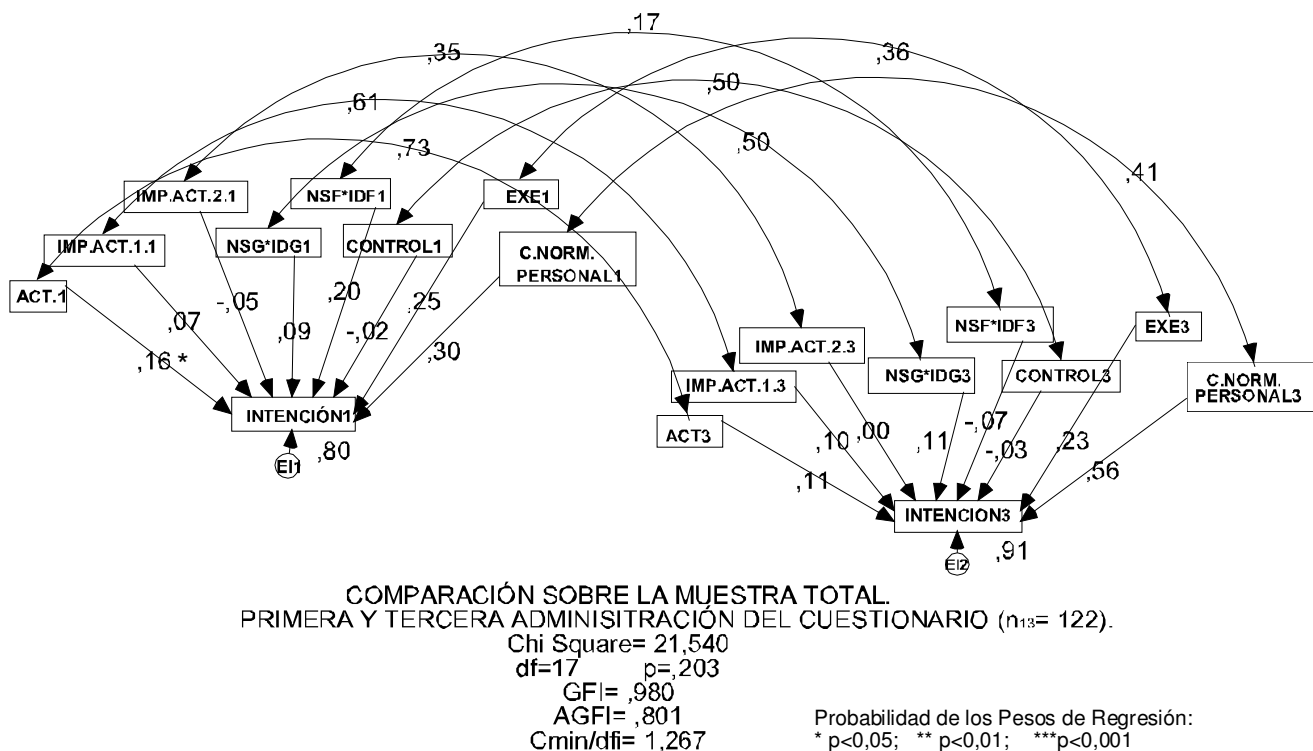 ,17
,35
,36
,50
,61
,50
,73
,41
IMP.ACT.2.1
NSF*IDF1
EXE1
IMP.ACT.1.1
NSG*IDG1
CONTROL1
C.NORM.
PERSONAL1
ACT.1
-,05
,20
,25
,07
,09
-,02
,16 *
,30
INTENCIÓN1
,80
EI1
NSF*IDF3
EXE3
IMP.ACT.2.3
NSG*IDG3
CONTROL3
C.NORM.
PERSONAL3
IMP.ACT.1.3
ACT3
-,07
,10
,00
,11
-,03
,23
,11
,56
INTENCION3
,91
EI2
COMPARACIÓN SOBRE LA MUESTRA TOTAL.
PRIMERA Y TERCERA ADMINISITRACIÓN DEL CUESTIONARIO (n₁₃= 122).
Chi Square= 21,540
df=17 p=,203
GFI= ,980
AGFI= ,801
Cmin/dfi= 1,267
Probabilidad de los Pesos de Regresión:
* p<0,05; ** p<0,01; ***p<0,001